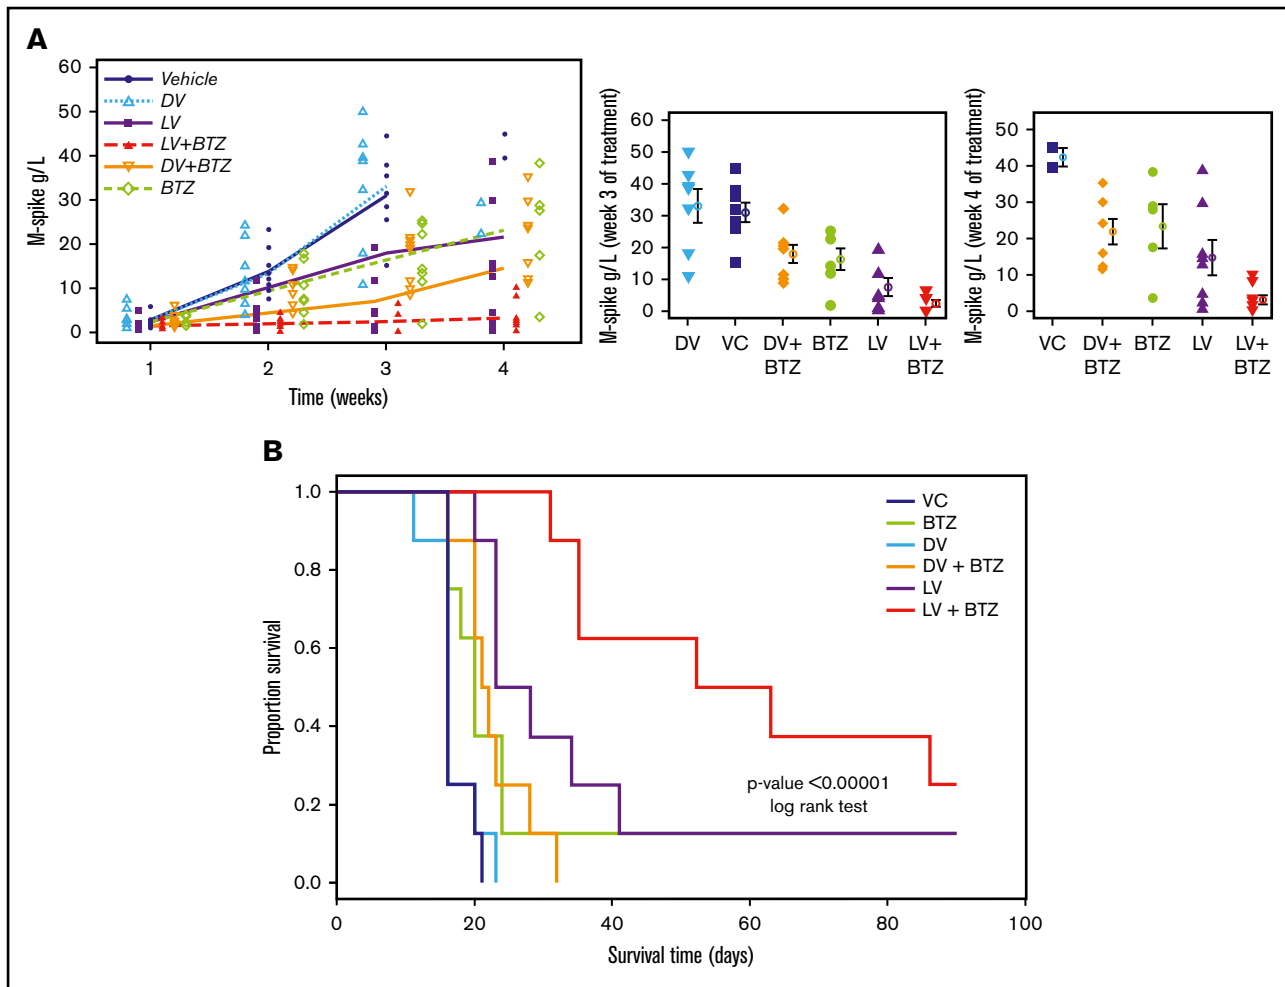 A
M-spike g/L
60
50
40
30
20
10
0
Vehicle
DV
LV
LV+BTZ
DV+BTZ
BTZ
1 2 3 4
Time (weeks)
M-spike g/L (week 3 of treatment)
60
50
40
30
20
10
0
DV VC DV+ BTZ LV LV+
BTZ BTZ
M-spike g/L (week 4 of treatment)
50
40
30
20
10
0
VC DV+ BTZ LV LV+
BTZ BTZ
B
Proportion survival
1.0
0.8
0.6
0.4
0.2
0.0
VC
BTZ
DV
DV + BTZ
LV
LV + BTZ
p-value <0.00001
log rank test
0 20 40 60 80 100
Survival time (days)